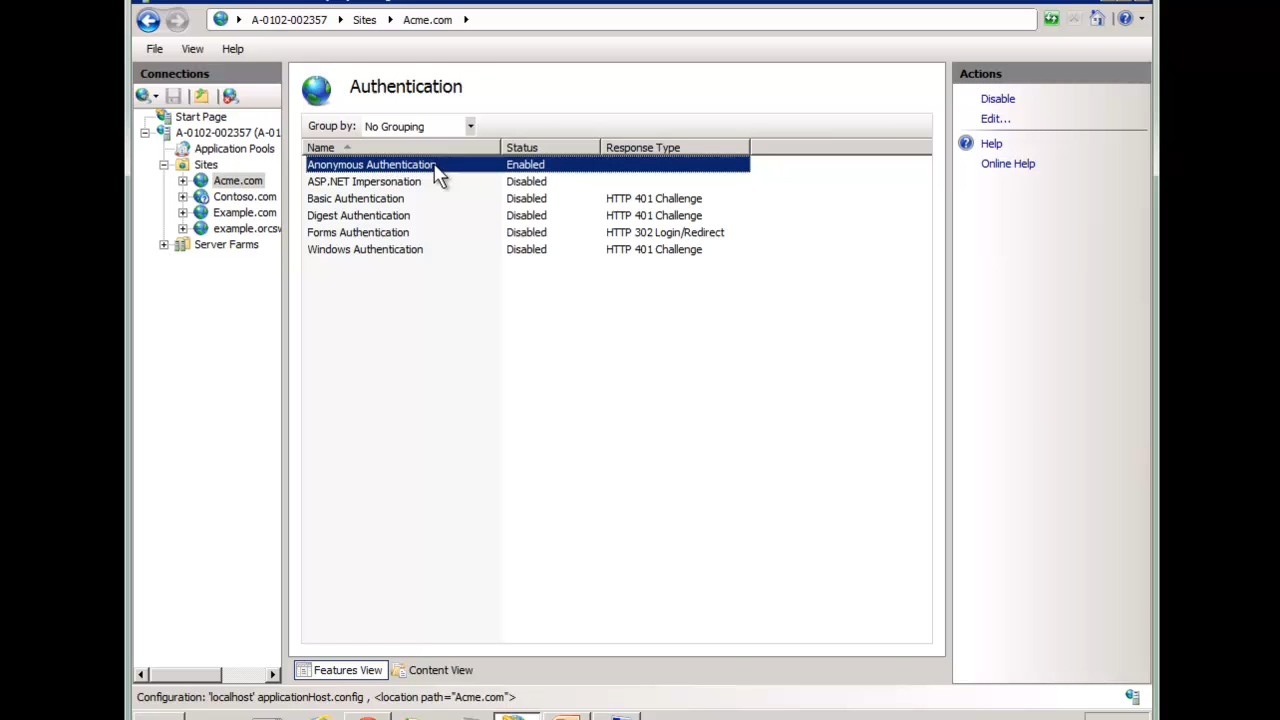 A-0102-002357 Sites Acme.com
File View Help
Connections
Start Page
A-0102-002357 (A-01
Application Pools
Sites
Acme.com
Contoso.com
Example.com
example.orcsw
Server Farms
Authentication
Group by: No Grouping
Name Status Response Type
Anonymous Authentication Enabled
ASP.NET Impersonation Disabled
Basic Authentication Disabled HTTP 401 Challenge
Digest Authentication Disabled HTTP 401 Challenge
Forms Authentication Disabled HTTP 302 Login/Redirect
Windows Authentication Disabled HTTP 401 Challenge
Features View Content View
Actions
Disable
Edit...
Help
Online Help
Configuration: 'localhost' applicationHost.config , <location path="Acme.com">